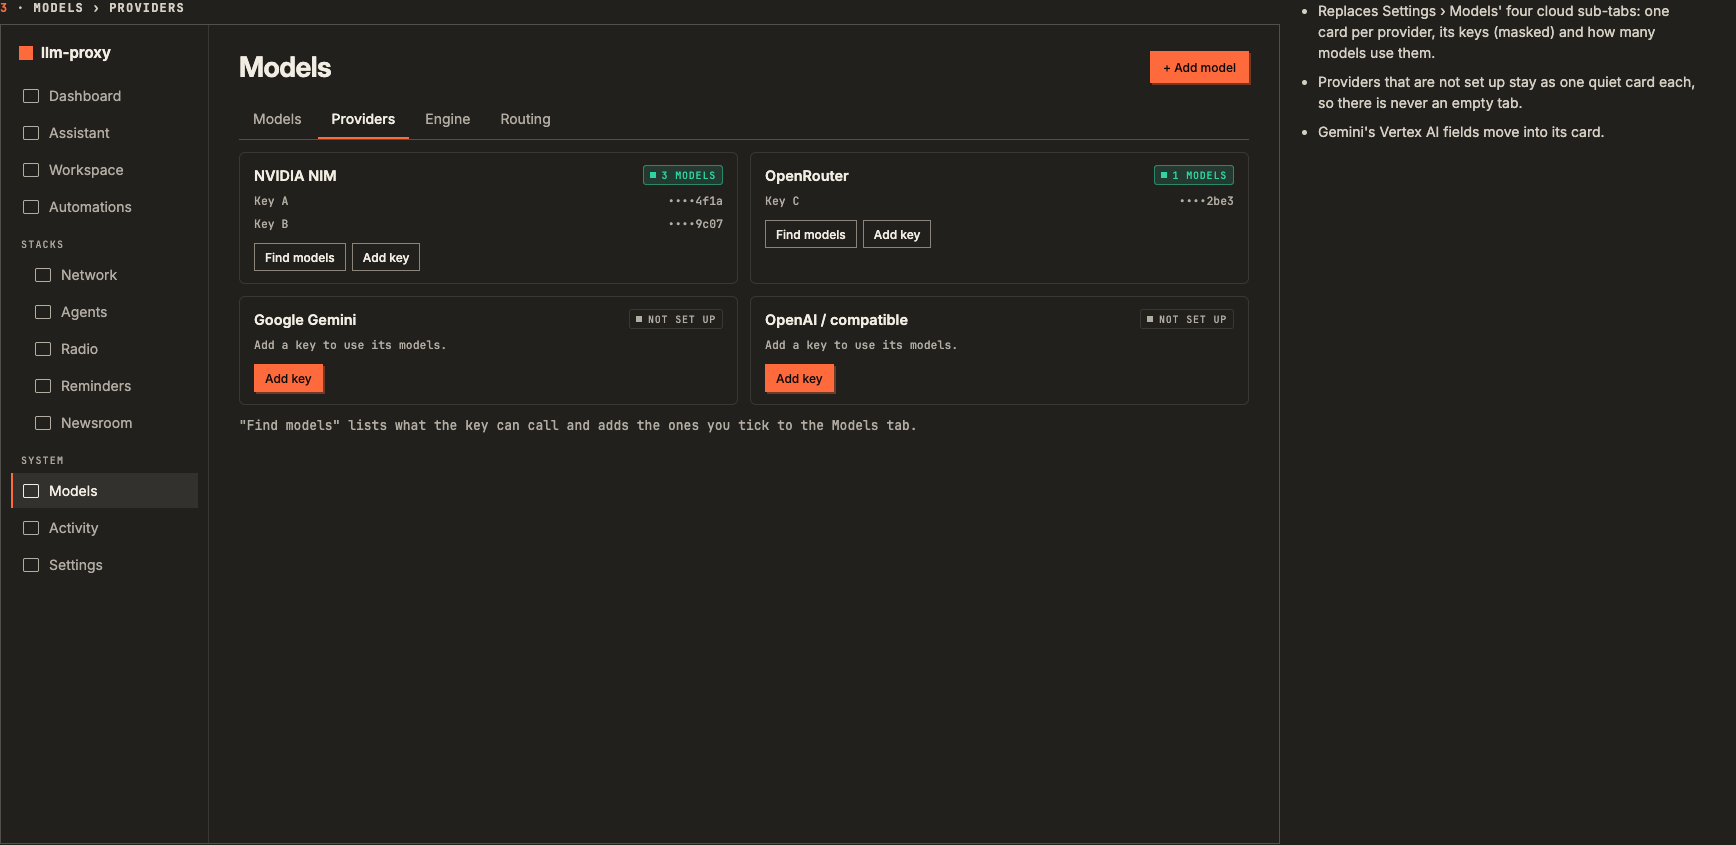 3 · MODELS › PROVIDERS
llm-proxy
Dashboard
Assistant
Workspace
Automations
STACKS
Network
Agents
Radio
Reminders
Newsroom
SYSTEM
Models
Activity
Settings
Models
+ Add model
Models Providers Engine Routing
NVIDIA NIM
3 MODELS
Key A ••••4f1a
Key B ••••9c07
Find models Add key
OpenRouter
1 MODELS
Key C ••••2be3
Find models Add key
Google Gemini
NOT SET UP
Add a key to use its models.
Add key
OpenAI / compatible
NOT SET UP
Add a key to use its models.
Add key
"Find models" lists what the key can call and adds the ones you tick to the Models tab.
• Replaces Settings › Models' four cloud sub-tabs: one
card per provider, its keys (masked) and how many
models use them.
• Providers that are not set up stay as one quiet card each,
so there is never an empty tab.
• Gemini's Vertex AI fields move into its card.